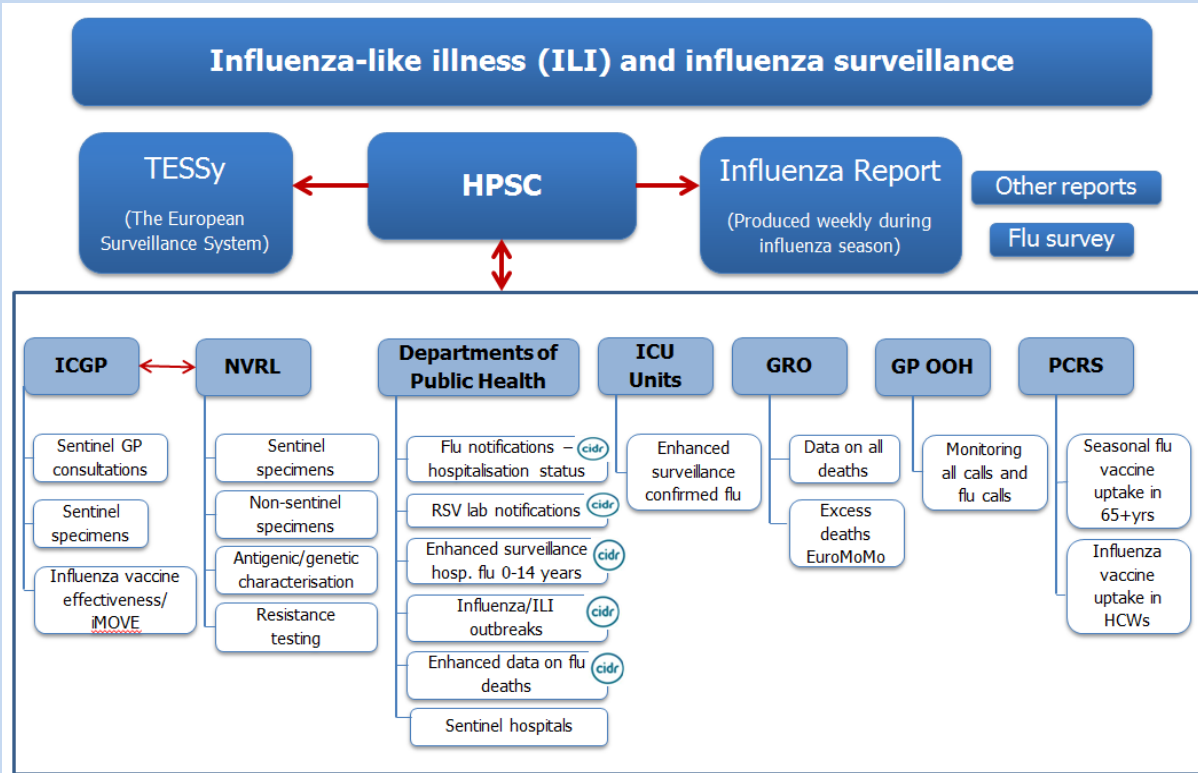 Influenza-like illness (ILI) and influenza surveillance
TESSy
(The European
Surveillance System)
HPSC
Influenza Report
(Produced weekly during
influenza season)
Other reports
Flu survey
ICGP
Sentinel GP
consultations
Sentinel
specimens
Influenza vaccine
effectiveness/
iMOVE
NVRL
Sentinel
specimens
Non-sentinel
specimens
Antigenic/genetic
characterisation
Resistance
testing
Departments of
Public Health
Flu notifications –
hospitalisation status
cidr
RSV lab notifications
cidr
Enhanced surveillance
hosp. flu 0-14 years
cidr
Influenza/ILI
outbreaks
cidr
Enhanced data on flu
deaths
cidr
Sentinel hospitals
ICU
Units
Enhanced
surveillance
confirmed flu
GRO
Data on all
deaths
Excess
deaths
EuroMoMo
GP OOH
Monitoring
all calls and
flu calls
PCRS
Seasonal flu
vaccine
uptake in
65+yrs
Influenza
vaccine
uptake in
HCWs